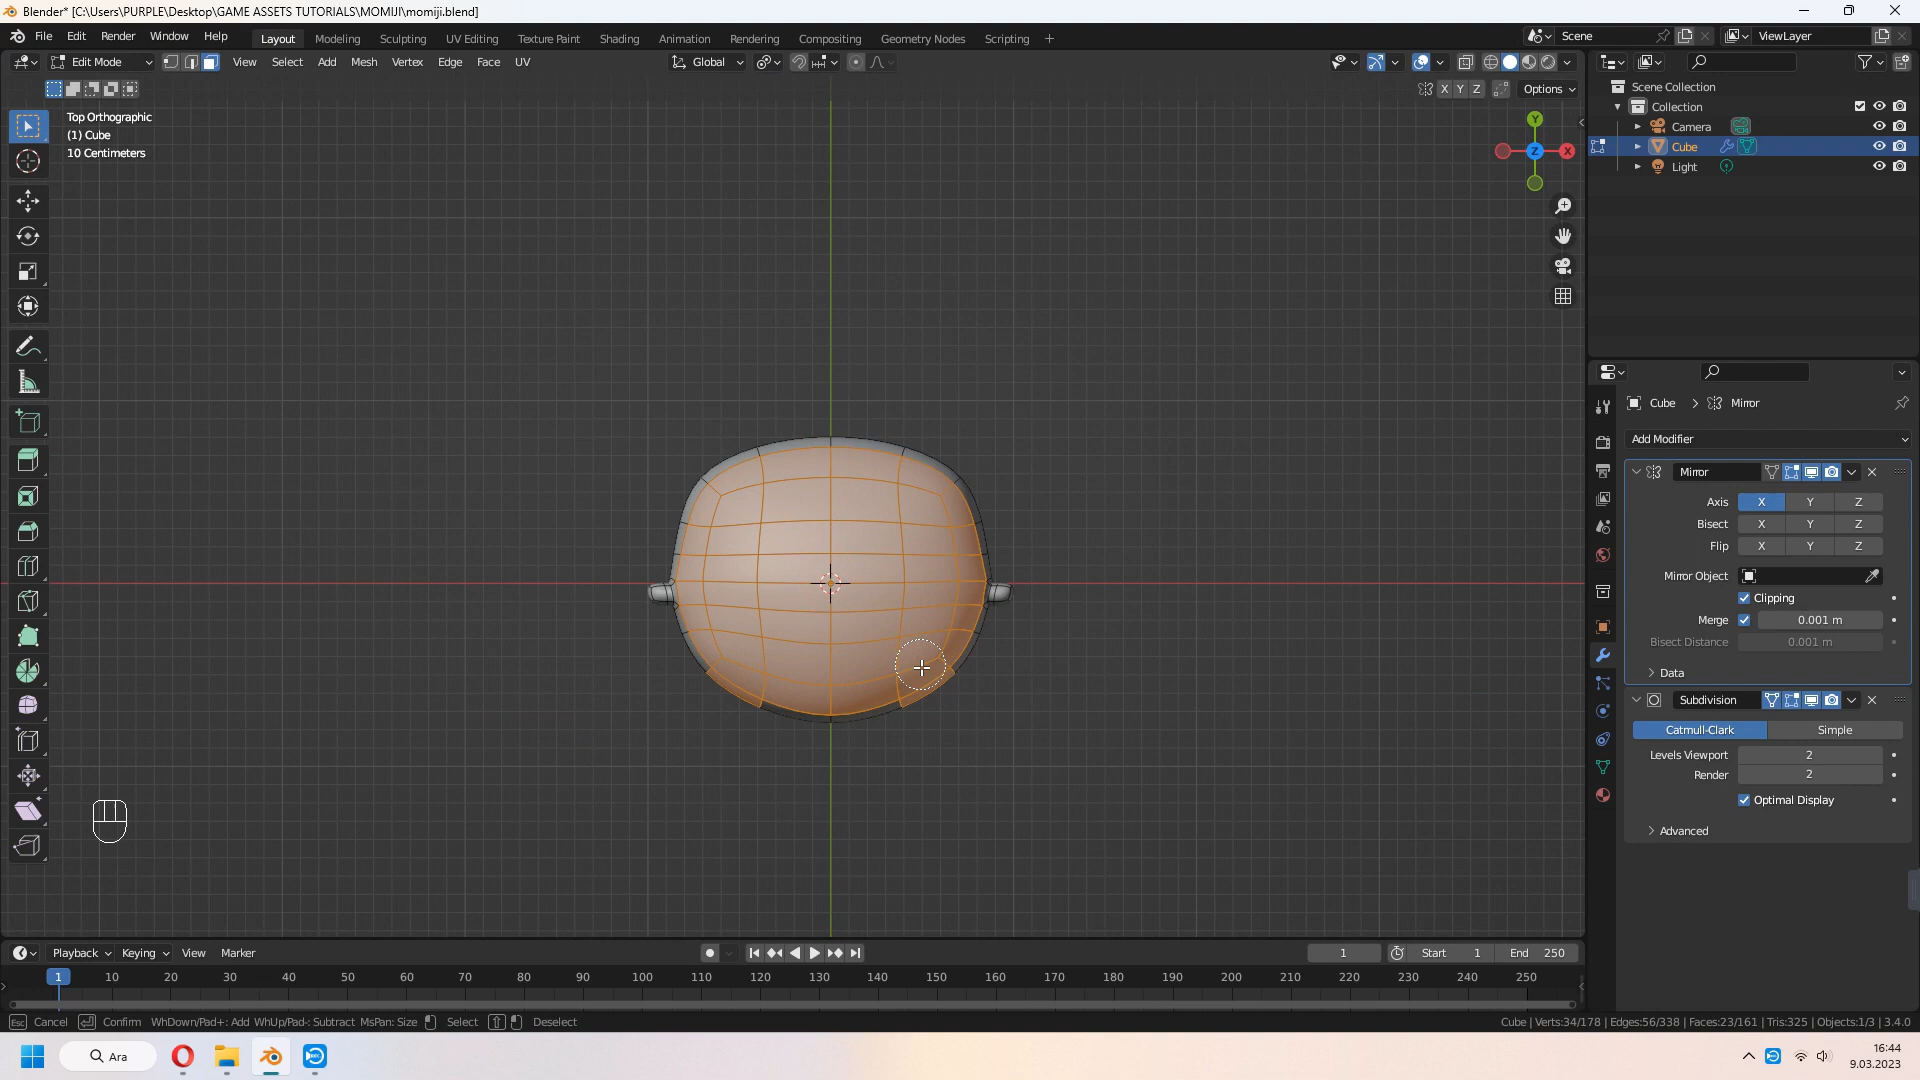 Blender* [C:\Users\PURPLE\Desktop\GAME ASSETS TUTORIALS\MOMIJI\momiji.blend]
File Edit Render Window Help Layout Modeling Sculpting UV Editing Texture Paint Shading Animation Rendering Compositing Geometry Nodes Scripting + Scene ViewLayer
Edit Mode View Select Add Mesh Vertex Edge Face UV Global
X Y Z Options
Top Orthographic
(1) Cube
10 Centimeters
Y
X
Z
Scene Collection
Collection
Camera
Cube
Light
Cube > Mirror
Add Modifier
Mirror
Axis X Y Z
Bisect X Y Z
Flip X Y Z
Mirror Object
Clipping
Merge 0.001 m
Bisect Distance 0.001 m
Data
Subdivision
Catmull-Clark Simple
Levels Viewport 2
Render 2
Optimal Display
Advanced
Playback Keying View Marker 1 Start 1 End 250
1 10 20 30 40 50 60 70 80 90 100 110 120 130 140 150 160 170 180 190 200 210 220 230 240 250
Esc Cancel Confirm WhDown/Pad+: Add WhUp/Pad-: Subtract MsPan: Size Select Deselect Cube | Verts:34/178 | Edges:56/338 | Faces:23/161 | Tris:325 | Objects:1/3 | 3.4.0
Ara
16:44
9.03.2023